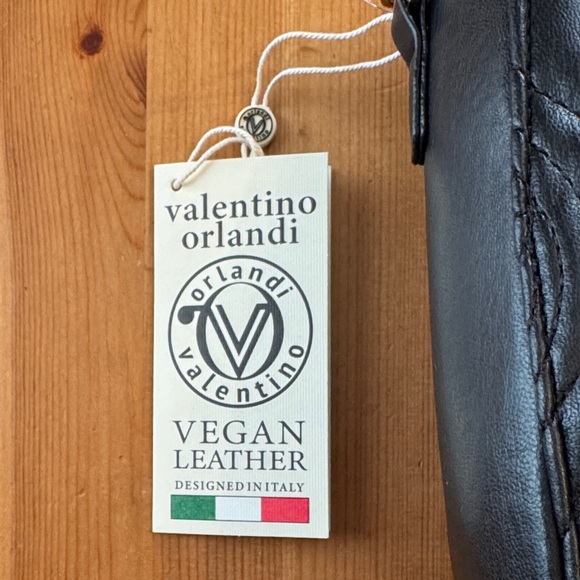 valentino
orlandi
orlandi
V
valentino
VEGAN
LEATHER
DESIGNED IN ITALY